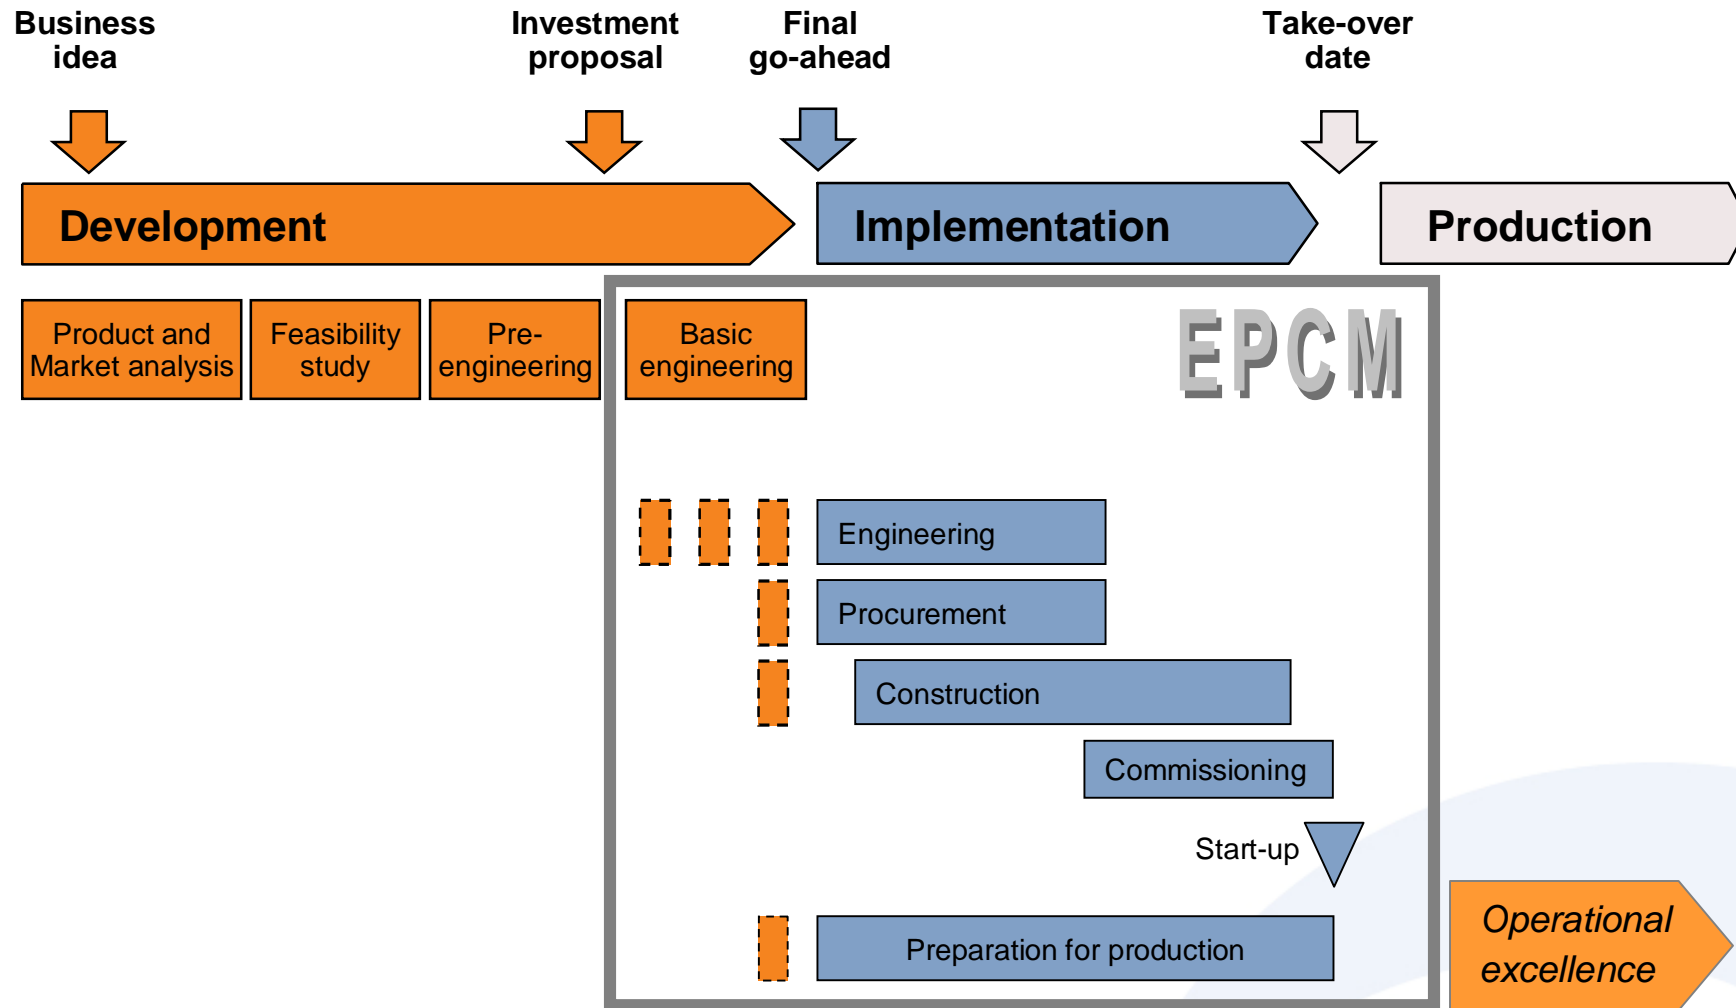 Business
idea
Investment
proposal
Final
go-ahead
Take-over
date
Development
Implementation
Production
Product and
Market analysis
Feasibility
study
Pre-
engineering
Basic
engineering
EPCM
Engineering
Procurement
Construction
Commissioning
Start-up
Preparation for production
Operational
excellence